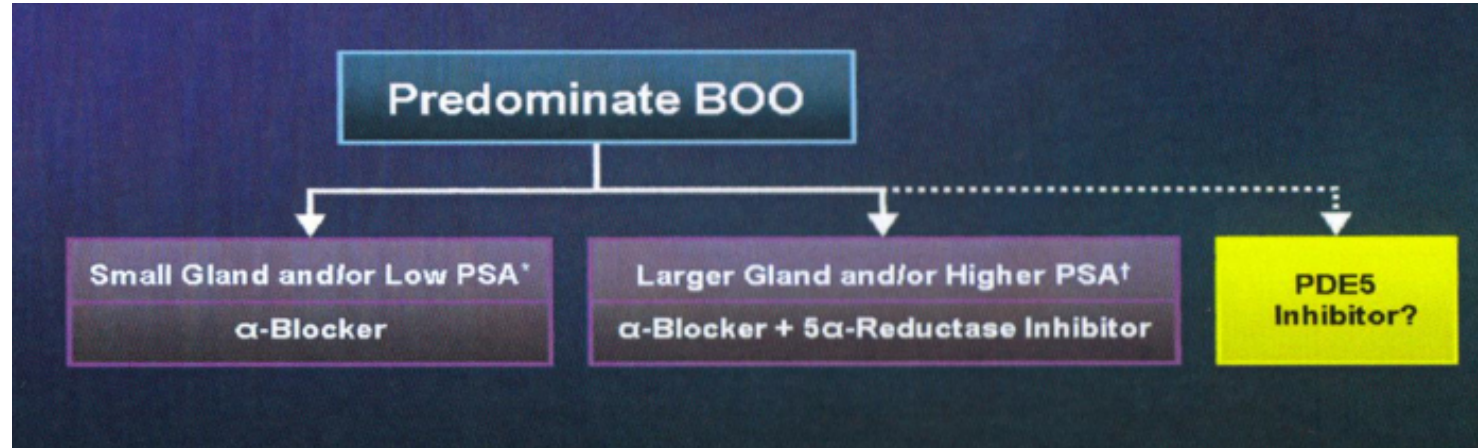 Predominate BOO
Small Gland and/or Low PSA*
α-Blocker
Larger Gland and/or Higher PSA†
α-Blocker + 5α-Reductase Inhibitor
PDE5
Inhibitor?